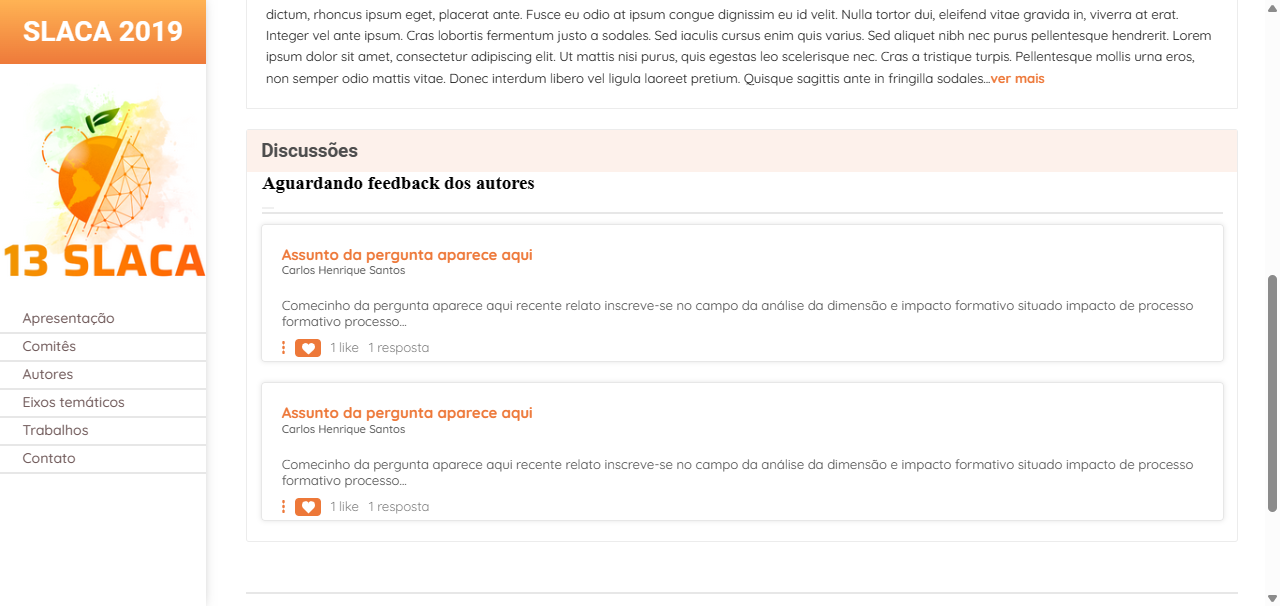 SLACA 2019
13 SLACA
Apresentação
Comitês
Autores
Eixos temáticos
Trabalhos
Contato
dictum, rhoncus ipsum eget, placerat ante. Fusce eu odio at ipsum congue dignissim eu id velit. Nulla tortor dui, eleifend vitae gravida in, viverra at erat.
Integer vel ante ipsum. Cras lobortis fermentum justo a sodales. Sed iaculis cursus enim quis varius. Sed aliquet nibh nec purus pellentesque hendrerit. Lorem
ipsum dolor sit amet, consectetur adipiscing elit. Ut mattis nisi purus, quis egestas leo scelerisque nec. Cras a tristique turpis. Pellentesque mollis urna eros,
non semper odio mattis vitae. Donec interdum libero vel ligula laoreet pretium. Quisque sagittis ante in fringilla sodales...ver mais
Discussões
Aguardando feedback dos autores
Assunto da pergunta aparece aqui
Carlos Henrique Santos
Comecinho da pergunta aparece aqui recente relato inscreve-se no campo da análise da dimensão e impacto formativo situado impacto de processo
formativo processo...
1 like 1 resposta
Assunto da pergunta aparece aqui
Carlos Henrique Santos
Comecinho da pergunta aparece aqui recente relato inscreve-se no campo da análise da dimensão e impacto formativo situado impacto de processo
formativo processo...
1 like 1 resposta